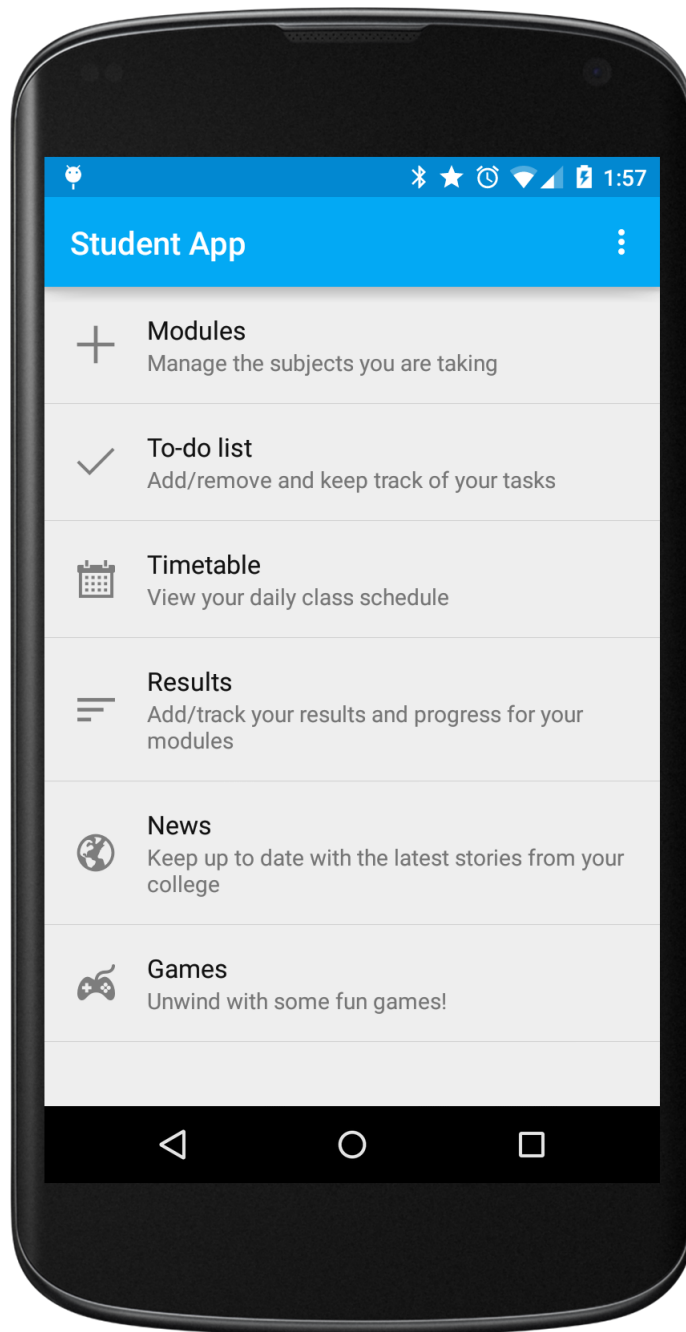 1:57
Student App
Modules
Manage the subjects you are taking
To-do list
Add/remove and keep track of your tasks
Timetable
View your daily class schedule
Results
Add/track your results and progress for your
modules
News
Keep up to date with the latest stories from your
college
Games
Unwind with some fun games!